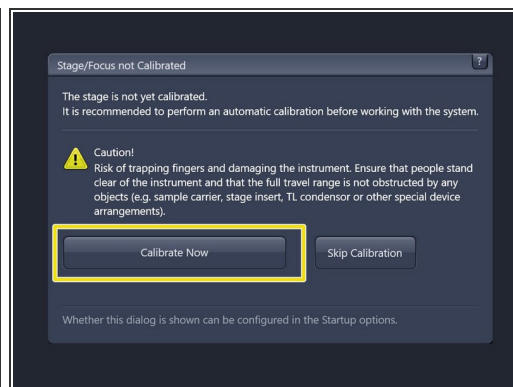 Stage/Focus not Calibrated
?
The stage is not yet calibrated.
It is recommended to perform an automatic calibration before working with the system.
Caution!
Risk of trapping fingers and damaging the instrument. Ensure that people stand
clear of the instrument and that the full travel range is not obstructed by any
objects (e.g. sample carrier, stage insert, TL condensor or other special device
arrangements).
Calibrate Now
Skip Calibration
Whether this dialog is shown can be configured in the Startup options.